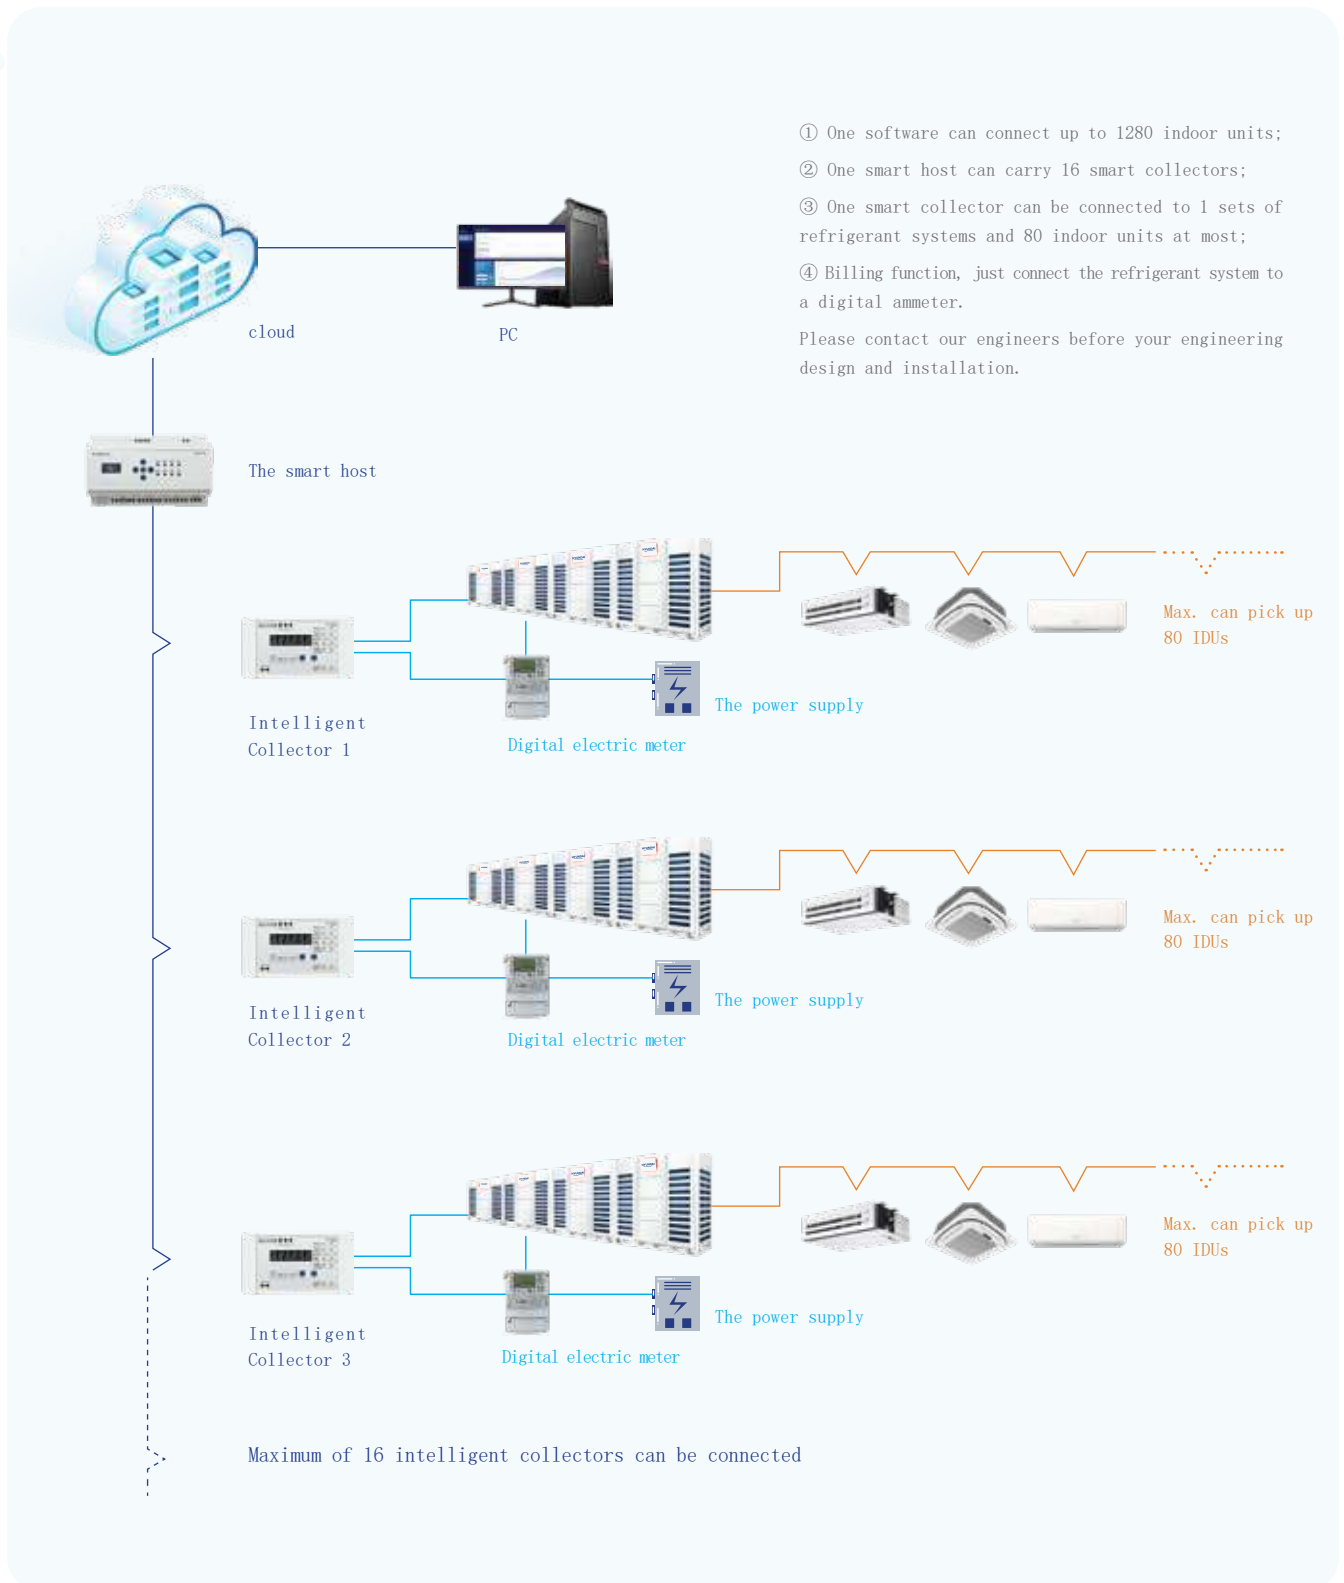 ① One software can connect up to 1280 indoor units;
② One smart host can carry 16 smart collectors;
③ One smart collector can be connected to 1 sets of
refrigerant systems and 80 indoor units at most;
④ Billing function, just connect the refrigerant system to
a digital ammeter.
Please contact our engineers before your engineering
design and installation.
cloud
PC
The smart host
Max. can pick up
80 IDUs
The power supply
Intelligent
Collector 1
Digital electric meter
Max. can pick up
80 IDUs
The power supply
Intelligent
Collector 2
Digital electric meter
Max. can pick up
80 IDUs
The power supply
Intelligent
Collector 3
Digital electric meter
Maximum of 16 intelligent collectors can be connected